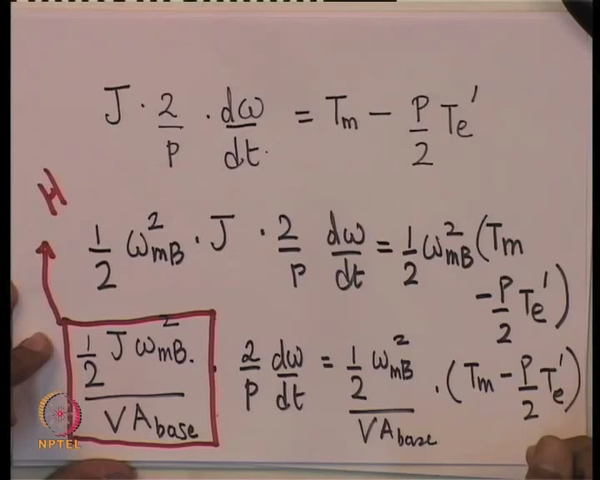 J · 2/P · dω/dt = Tm − P/2 Te'
H
1/2 ω²mB · J · 2/P dω/dt = 1/2 ω²mB (Tm
− P/2 Te')
1/2 J ω²mB. / VAbase · 2/P dω/dt = 1/2 ω²mB / VAbase · (Tm − P/2 Te')
NPTEL